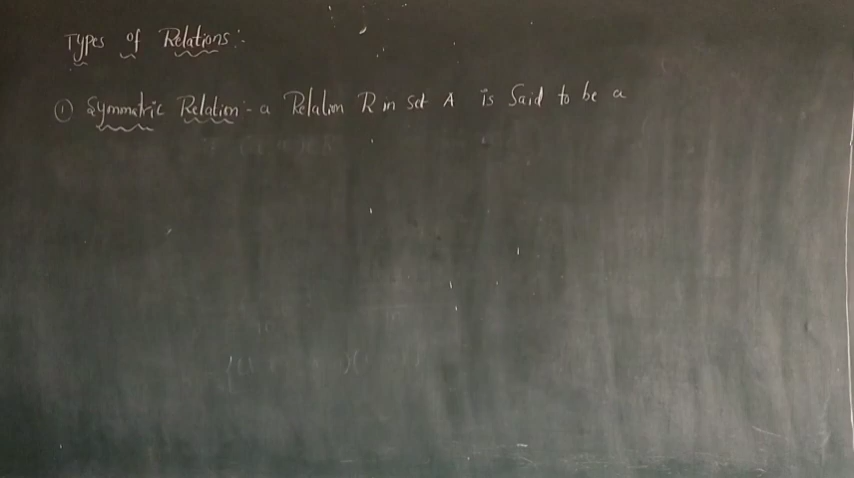 Types of Relations:-
① Symmetric Relation:- a Relation R in set A is Said to be a